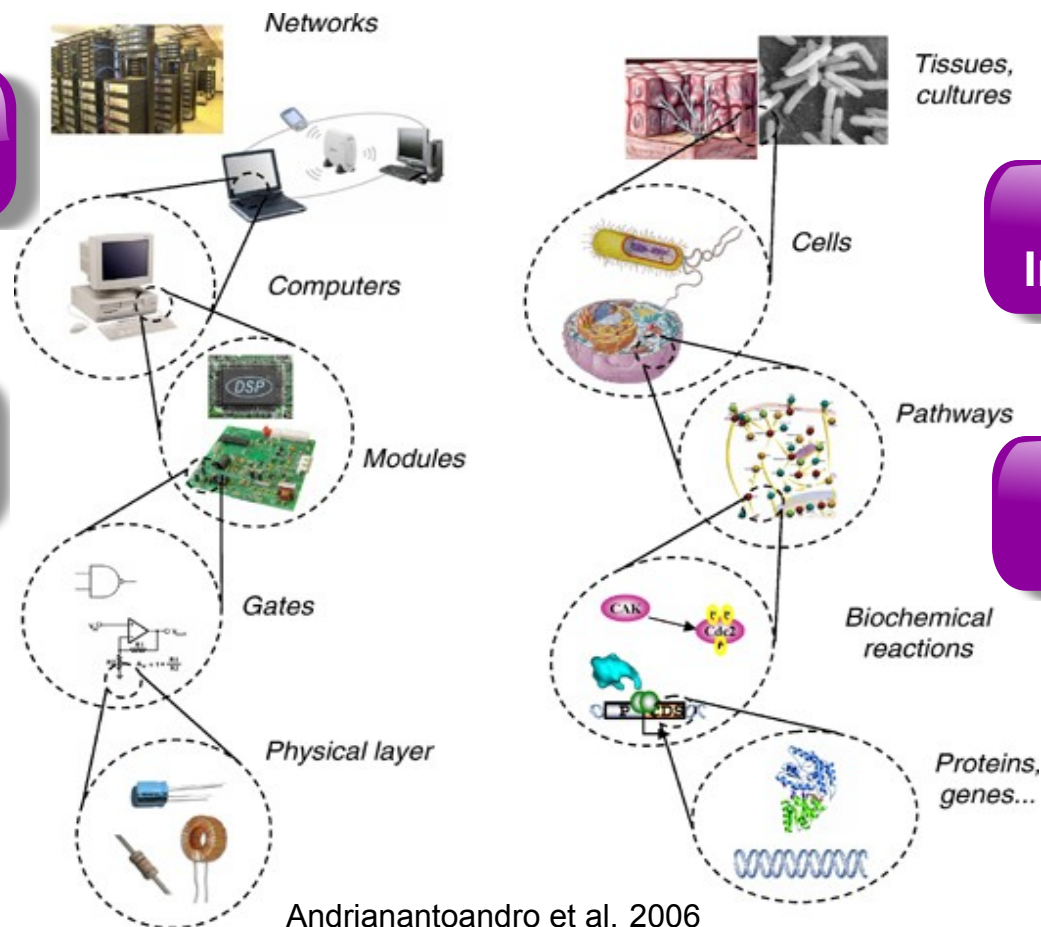 Networks
Computers
DSP
Modules
Gates
Physical layer
Tissues,
cultures
Cells
Pathways
CAK
Cdc2
P
P
P
Biochemical
reactions
P
CDS
Proteins,
genes...
Andrianantoandro et al. 2006